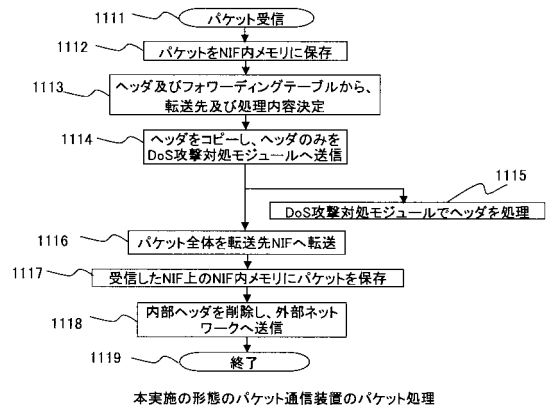 1111
パケット受信
1112
パケットをNIF内メモリに保存
1113
ヘッダ及びフォワーディングテーブルから、
転送先及び処理内容決定
1114
ヘッダをコピーし、ヘッダのみを
DoS攻撃対処モジュールへ送信
1115
DoS攻撃対処モジュールでヘッダを処理
1116
パケット全体を転送先NIFへ転送
1117
受信したNIF上のNIF内メモリにパケットを保存
1118
内部ヘッダを削除し、外部ネット
ワークへ送信
1119
終了
本実施の形態のパケット通信装置のパケット処理